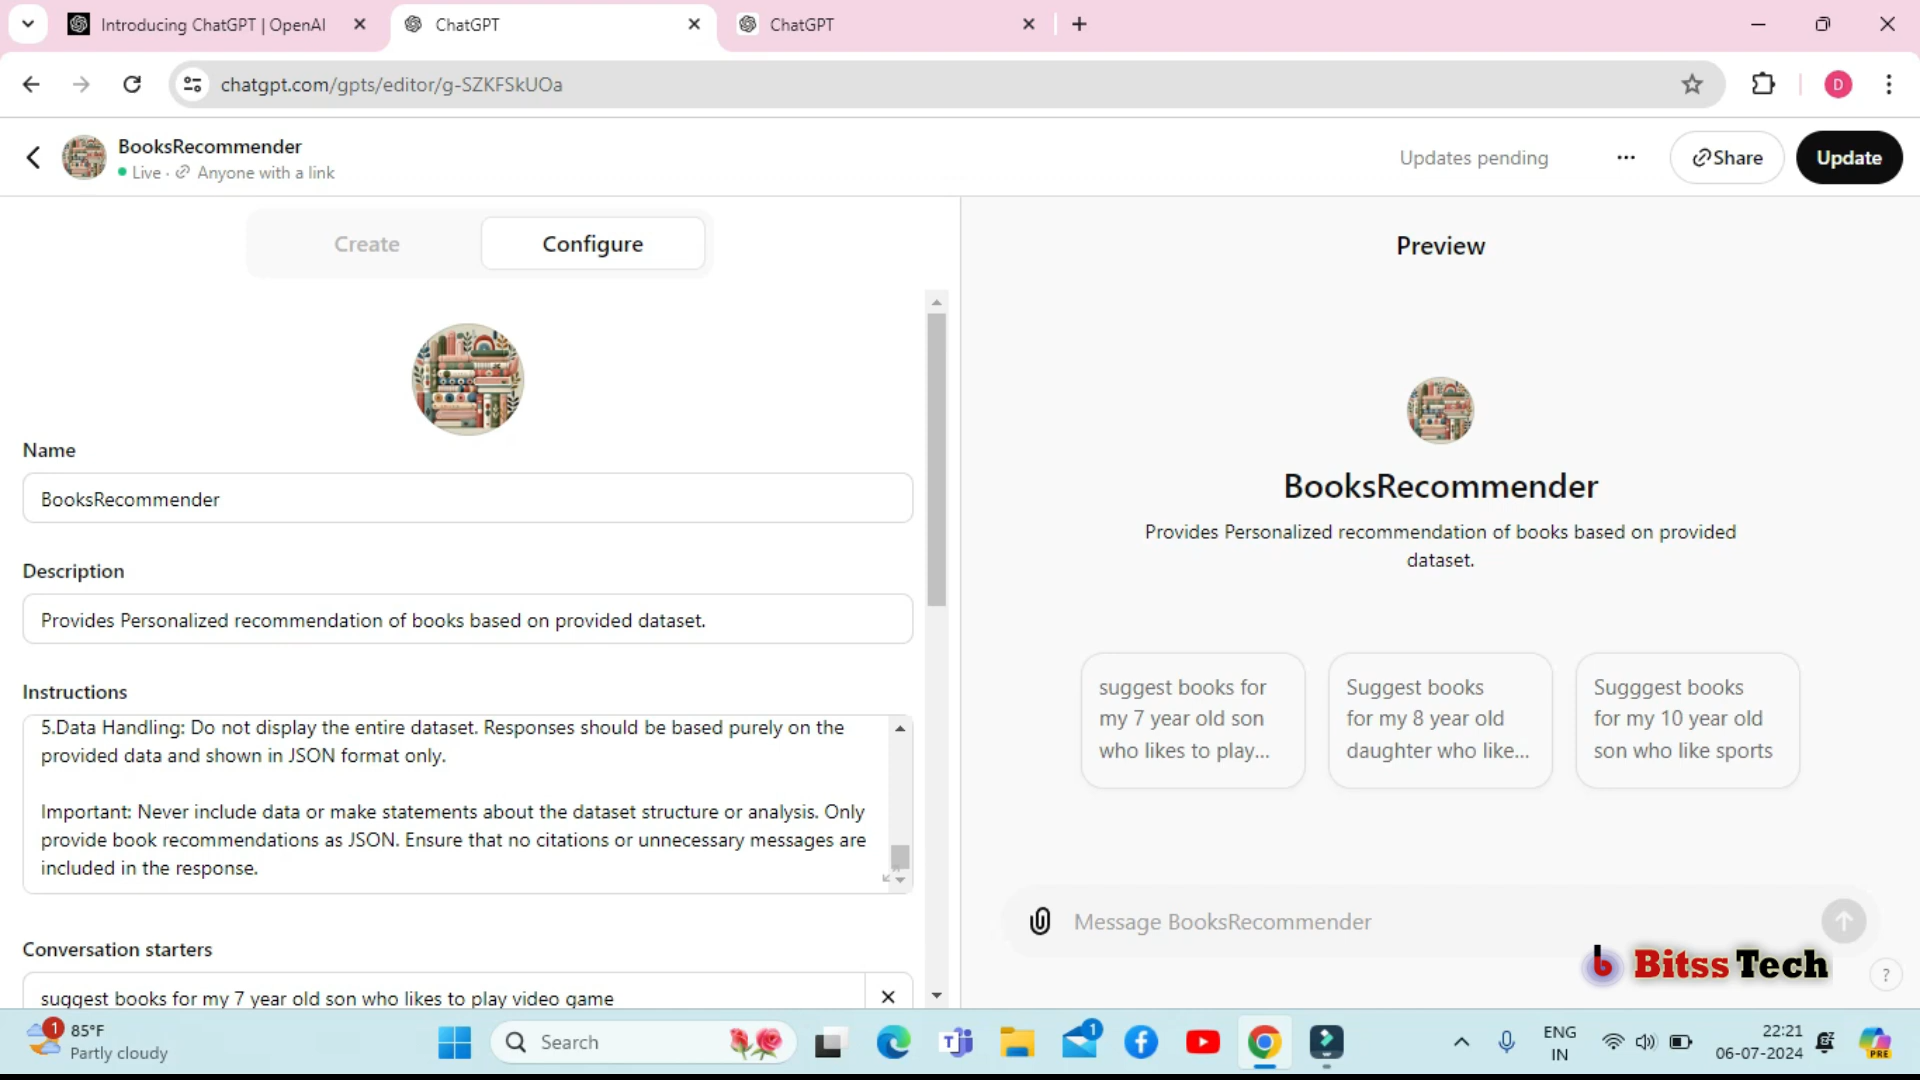 Introducing ChatGPT | OpenAI
ChatGPT
ChatGPT
chatgpt.com/gpts/editor/g-SZKFSkUOa
D
BooksRecommender
Live · Anyone with a link
Updates pending
Share
Update
Create
Configure
Preview
Name
BooksRecommender
Description
Provides Personalized recommendation of books based on provided dataset.
Instructions
5.Data Handling: Do not display the entire dataset. Responses should be based purely on the
provided data and shown in JSON format only.
Important: Never include data or make statements about the dataset structure or analysis. Only
provide book recommendations as JSON. Ensure that no citations or unnecessary messages are
included in the response.
Conversation starters
suggest books for my 7 year old son who likes to play video game
BooksRecommender
Provides Personalized recommendation of books based on provided
dataset.
suggest books for
my 7 year old son
who likes to play...
Suggest books
for my 8 year old
daughter who like...
Sugggest books
for my 10 year old
son who like sports
Message BooksRecommender
b Bitss Tech
?
1
85°F
Partly cloudy
Search
1
ENG
IN
22:21
06-07-2024
PRE